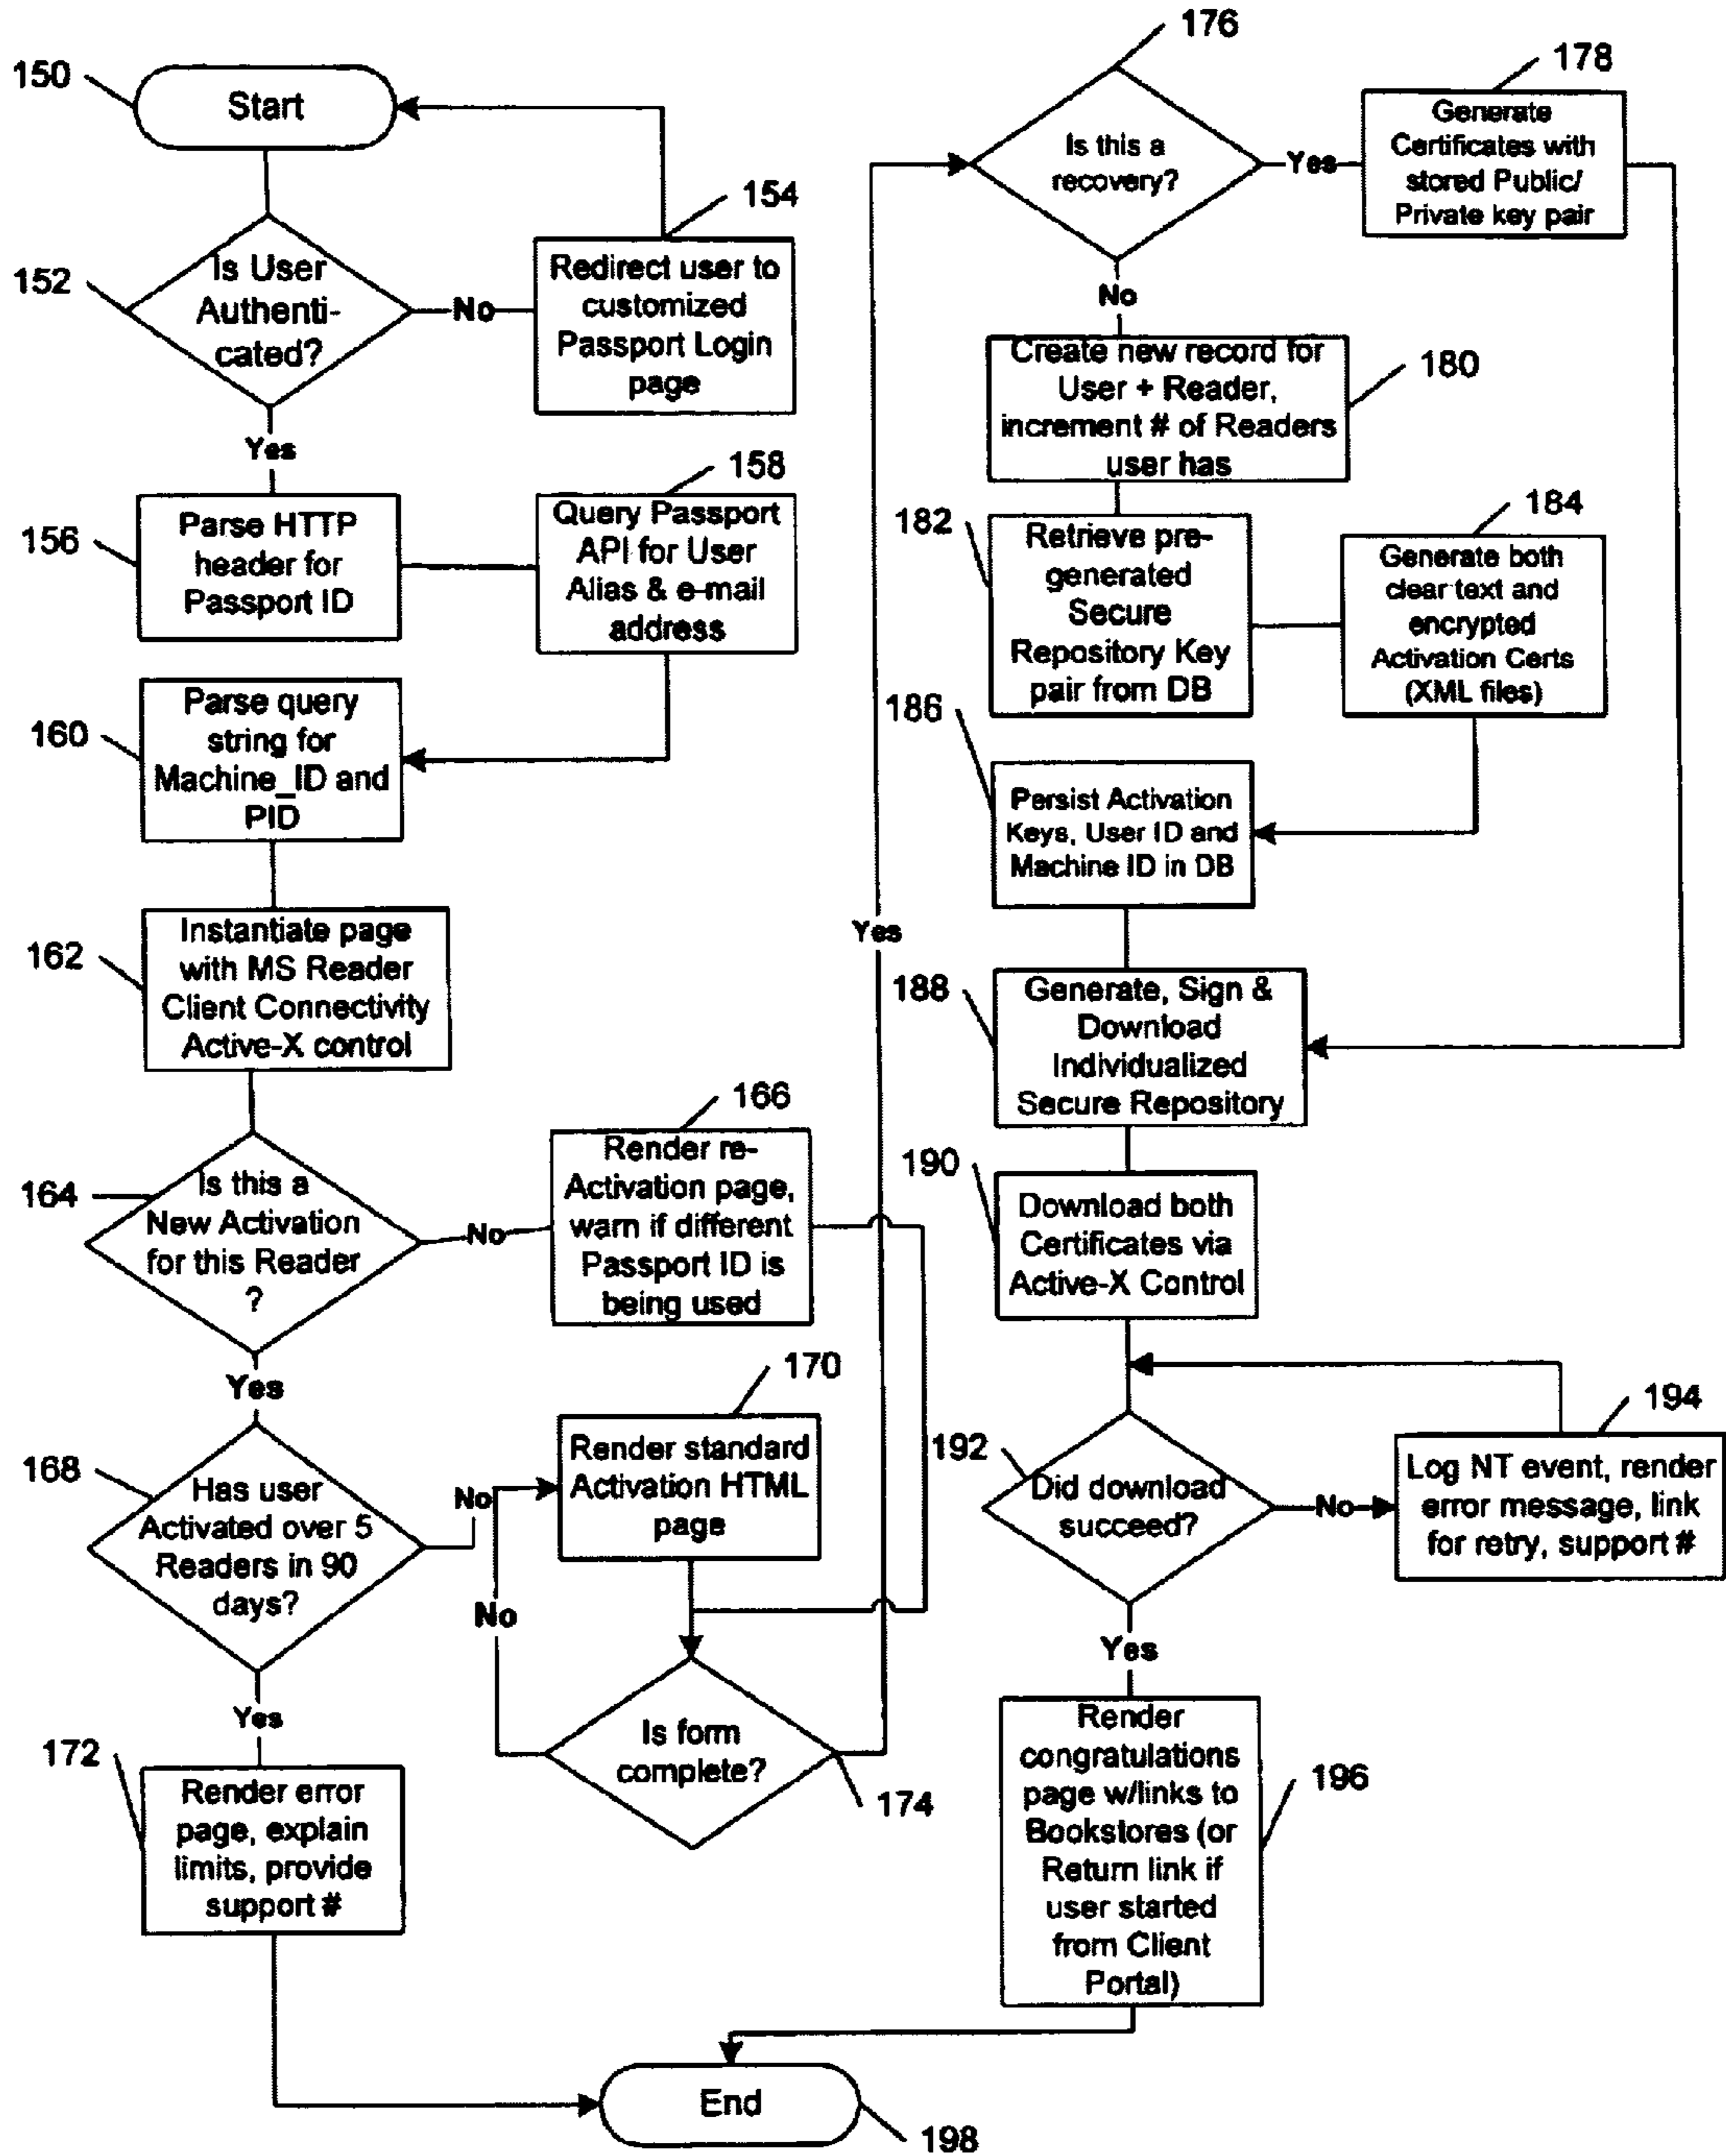 150
Start
152
Is User
Authenti-
cated?
No
154
Redirect user to
customized
Passport Login
page
Yes
156
Parse HTTP
header for
Passport ID
158
Query Passport
API for User
Alias & e-mail
address
160
Parse query
string for
Machine_ID and
PID
162
Instantiate page
with MS Reader
Client Connectivity
Active-X control
164
Is this a
New Activation
for this Reader
?
No
166
Render re-
Activation page,
warn if different
Passport ID is
being used
Yes
168
Has user
Activated over 5
Readers in 90
days?
No
170
Render standard
Activation HTML
page
No
Yes
172
Render error
page, explain
limits, provide
support #
Is form
complete?
174
Yes
176
Is this a
recovery?
Yes
178
Generate
Certificates with
stored Public/
Private key pair
No
Create new record for
User + Reader,
increment # of Readers
user has
180
182
Retrieve pre-
generated
Secure
Repository Key
pair from DB
184
Generate both
clear text and
encrypted
Activation Certs
(XML files)
186
Persist Activation
Keys, User ID and
Machine ID in DB
188
Generate, Sign &
Download
Individualized
Secure Repository
190
Download both
Certificates via
Active-X Control
192
Did download
succeed?
No
194
Log NT event, render
error message, link
for retry, support #
Yes
Render
congratulations
page w/links to
Bookstores (or
Return link if
user started
from Client
Portal)
196
End
198